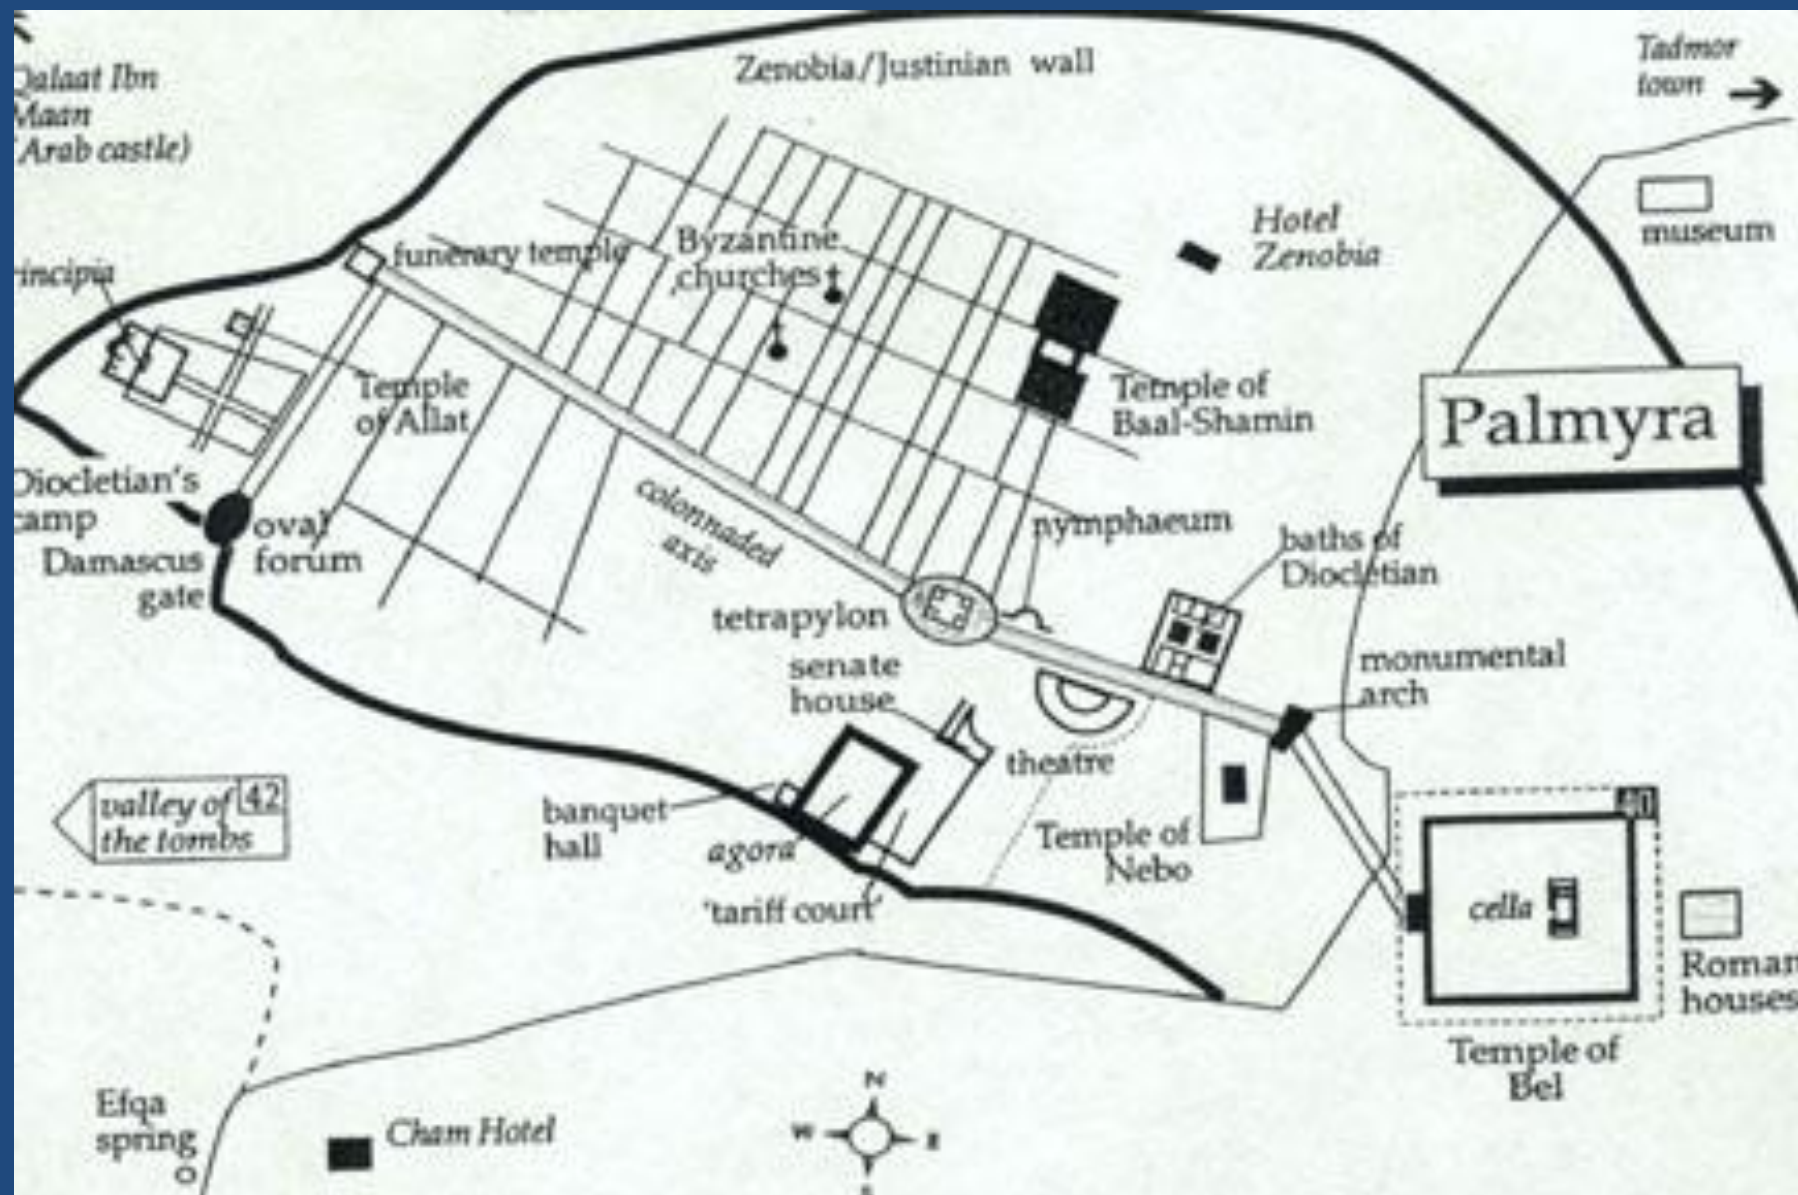 Zenobia/Justinian wall
Tadmor
town
Qalaat Ibn
Maan
(Arab castle)
museum
Hotel
Zenobia
funerary temple
Byzantine
churches
rincipia
Temple
of Allat
Temple of
Baal-Shamin
Palmyra
Diocletian's
camp
oval
forum
Damascus
gate
colonnaded
axis
nymphaeum
baths of
Diocletian
tetrapylon
senate
house
monumental
arch
theatre
valley of 42
the tombs
banquet
hall
agora
'tariff court'
Temple of
Nebo
40
cella
Roman
houses
Temple of
Bel
Efqa
spring
Cham Hotel
N
W E
S